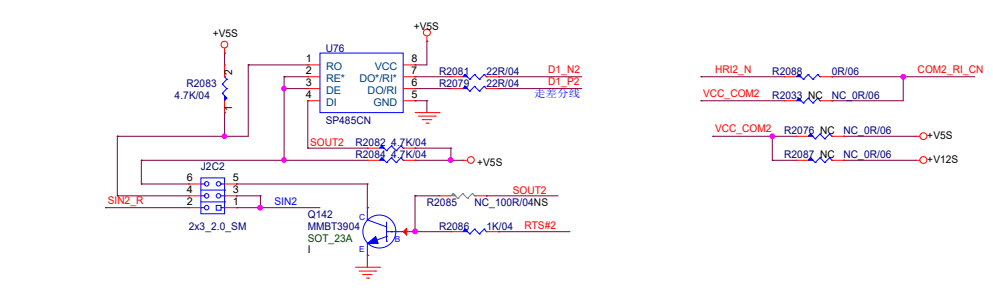 +V5S
+V5S
U76
1 RO VCC 8
2 RE* DO*/RI* 7
3 DE DO/RI 6
4 DI GND 5
SP485CN
R2083
4.7K/04
2
1
R2081 22R/04 D1_N2
R2079 22R/04 D1_P2
走差分线
SOUT2 R2082 4.7K/04
R2084 4.7K/04
+V5S
J2C2
6 5
4 3
2 1
SIN2_R
SIN2
2x3_2.0_SM
Q142
MMBT3904
SOT_23A
I
C
B
E
SOUT2
R2085 NC_100R/04NS
R2086 1K/04 RTS#2
HRI2_N R2088 0R/06 COM2_RI_CN
VCC_COM2 R2033 NC NC_0R/06
VCC_COM2 R2076 NC NC_0R/06 +V5S
R2087 NC NC_0R/06 +V12S